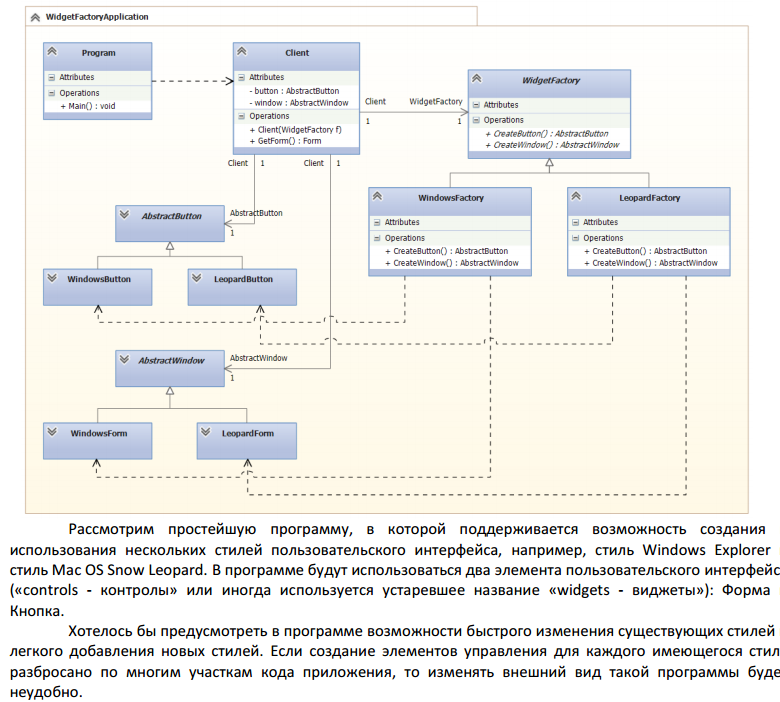 WidgetFactoryApplication
Program
Attributes
Operations
+ Main() : void
Client
Attributes
- button : AbstractButton
- window : AbstractWindow
Operations
+ Client(WidgetFactory f)
+ GetForm() : Form
Client
WidgetFactory
1
1
WidgetFactory
Attributes
Operations
+ CreateButton() : AbstractButton
+ CreateWindow() : AbstractWindow
Client
1
Client
1
WindowsFactory
Attributes
Operations
+ CreateButton() : AbstractButton
+ CreateWindow() : AbstractWindow
LeopardFactory
Attributes
Operations
+ CreateButton() : AbstractButton
+ CreateWindow() : AbstractWindow
AbstractButton
AbstractButton
1
WindowsButton
LeopardButton
AbstractWindow
AbstractWindow
1
WindowsForm
LeopardForm
Рассмотрим простейшую программу, в которой поддерживается возможность создания
использования нескольких стилей пользовательского интерфейса, например, стиль Windows Explorer
стиль Mac OS Snow Leopard. В программе будут использоваться два элемента пользовательского интерфейс
(«controls - контролы» или иногда используется устаревшее название «widgets - виджеты»): Форма
Кнопка.
Хотелось бы предусмотреть в программе возможности быстрого изменения существующих стилей
легкого добавления новых стилей. Если создание элементов управления для каждого имеющегося стил
разбросано по многим участкам кода приложения, то изменять внешний вид такой программы буде
неудобно.